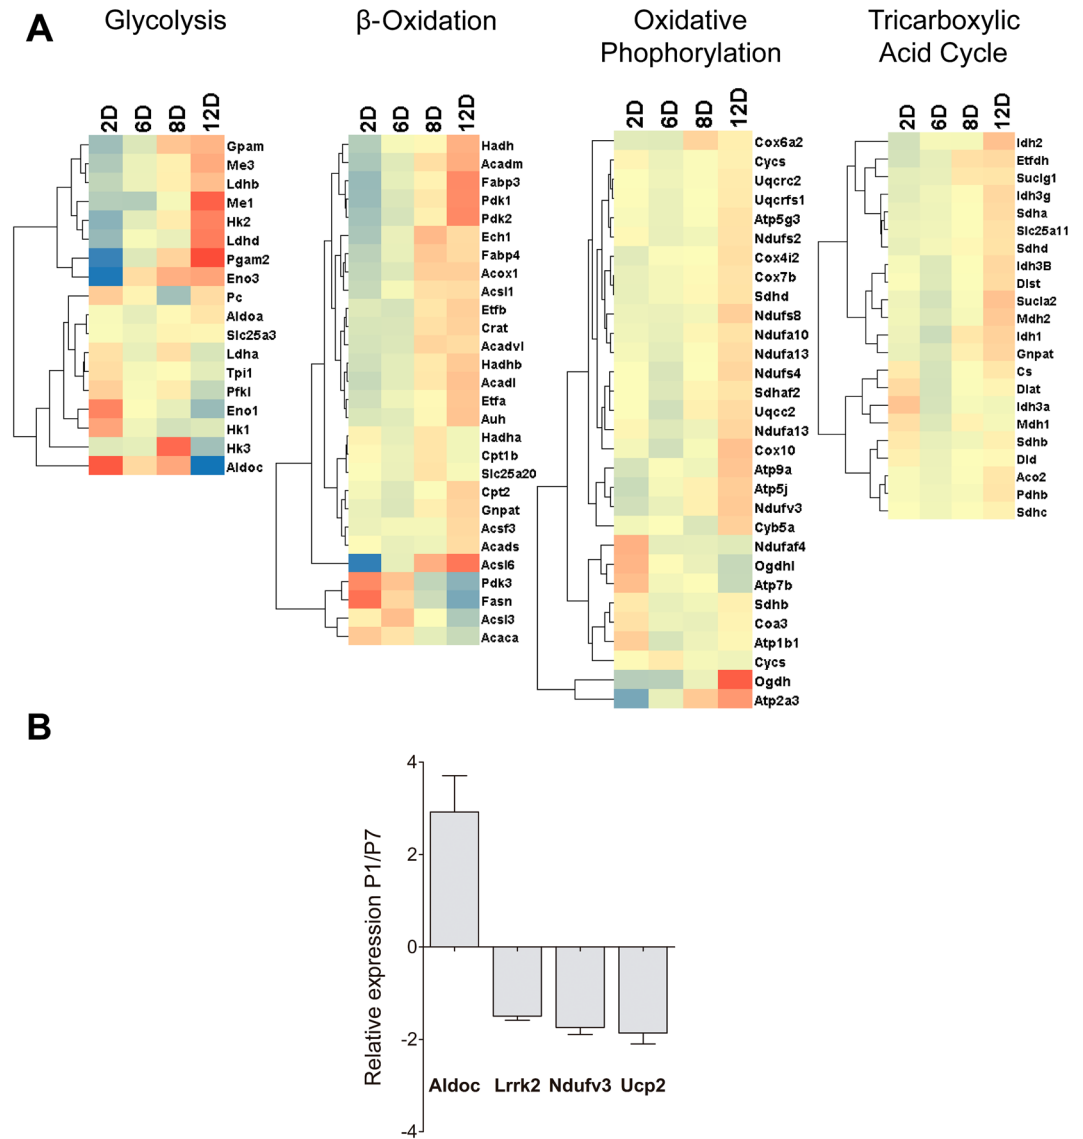 A
Glycolysis
β-Oxidation
Oxidative
Phophorylation
Tricarboxylic
Acid Cycle
2D 6D 8D 12D
Gpam
Me3
Ldhb
Me1
Hk2
Ldhd
Pgam2
Eno3
Pc
Aldoa
Slc25a3
Ldha
Tpi1
Pfkl
Eno1
Hk1
Hk3
Aldoc
2D 6D 8D 12D
Hadh
Acadm
Fabp3
Pdk1
Pdk2
Ech1
Fabp4
Acox1
Acsl1
Etfb
Crat
Acadvl
Hadhb
Acadl
Etfa
Auh
Hadha
Cpt1b
Slc25a20
Cpt2
Gnpat
Acsf3
Acads
Acsl6
Pdk3
Fasn
Acsl3
Acaca
2D 6D 8D 12D
Cox6a2
Cycs
Uqcrc2
Uqcrfs1
Atp5g3
Ndufs2
Cox4i2
Cox7b
Sdhd
Ndufs8
Ndufa10
Ndufa13
Ndufs4
Sdhaf2
Uqcc2
Ndufa13
Cox10
Atp9a
Atp5j
Ndufv3
Cyb5a
Ndufaf4
Ogdhl
Atp7b
Sdhb
Coa3
Atp1b1
Cycs
Ogdh
Atp2a3
2D 6D 8D 12D
Idh2
Etfdh
Suclg1
Idh3g
Sdha
Slc25a11
Sdhd
Idh3B
Dlst
Sucla2
Mdh2
Idh1
Gnpat
Cs
Dlat
Idh3a
Mdh1
Sdhb
Dld
Aco2
Pdhb
Sdhc
B
Relative expression P1/P7
4
2
0
-2
-4
Aldoc Lrrk2 Ndufv3 Ucp2